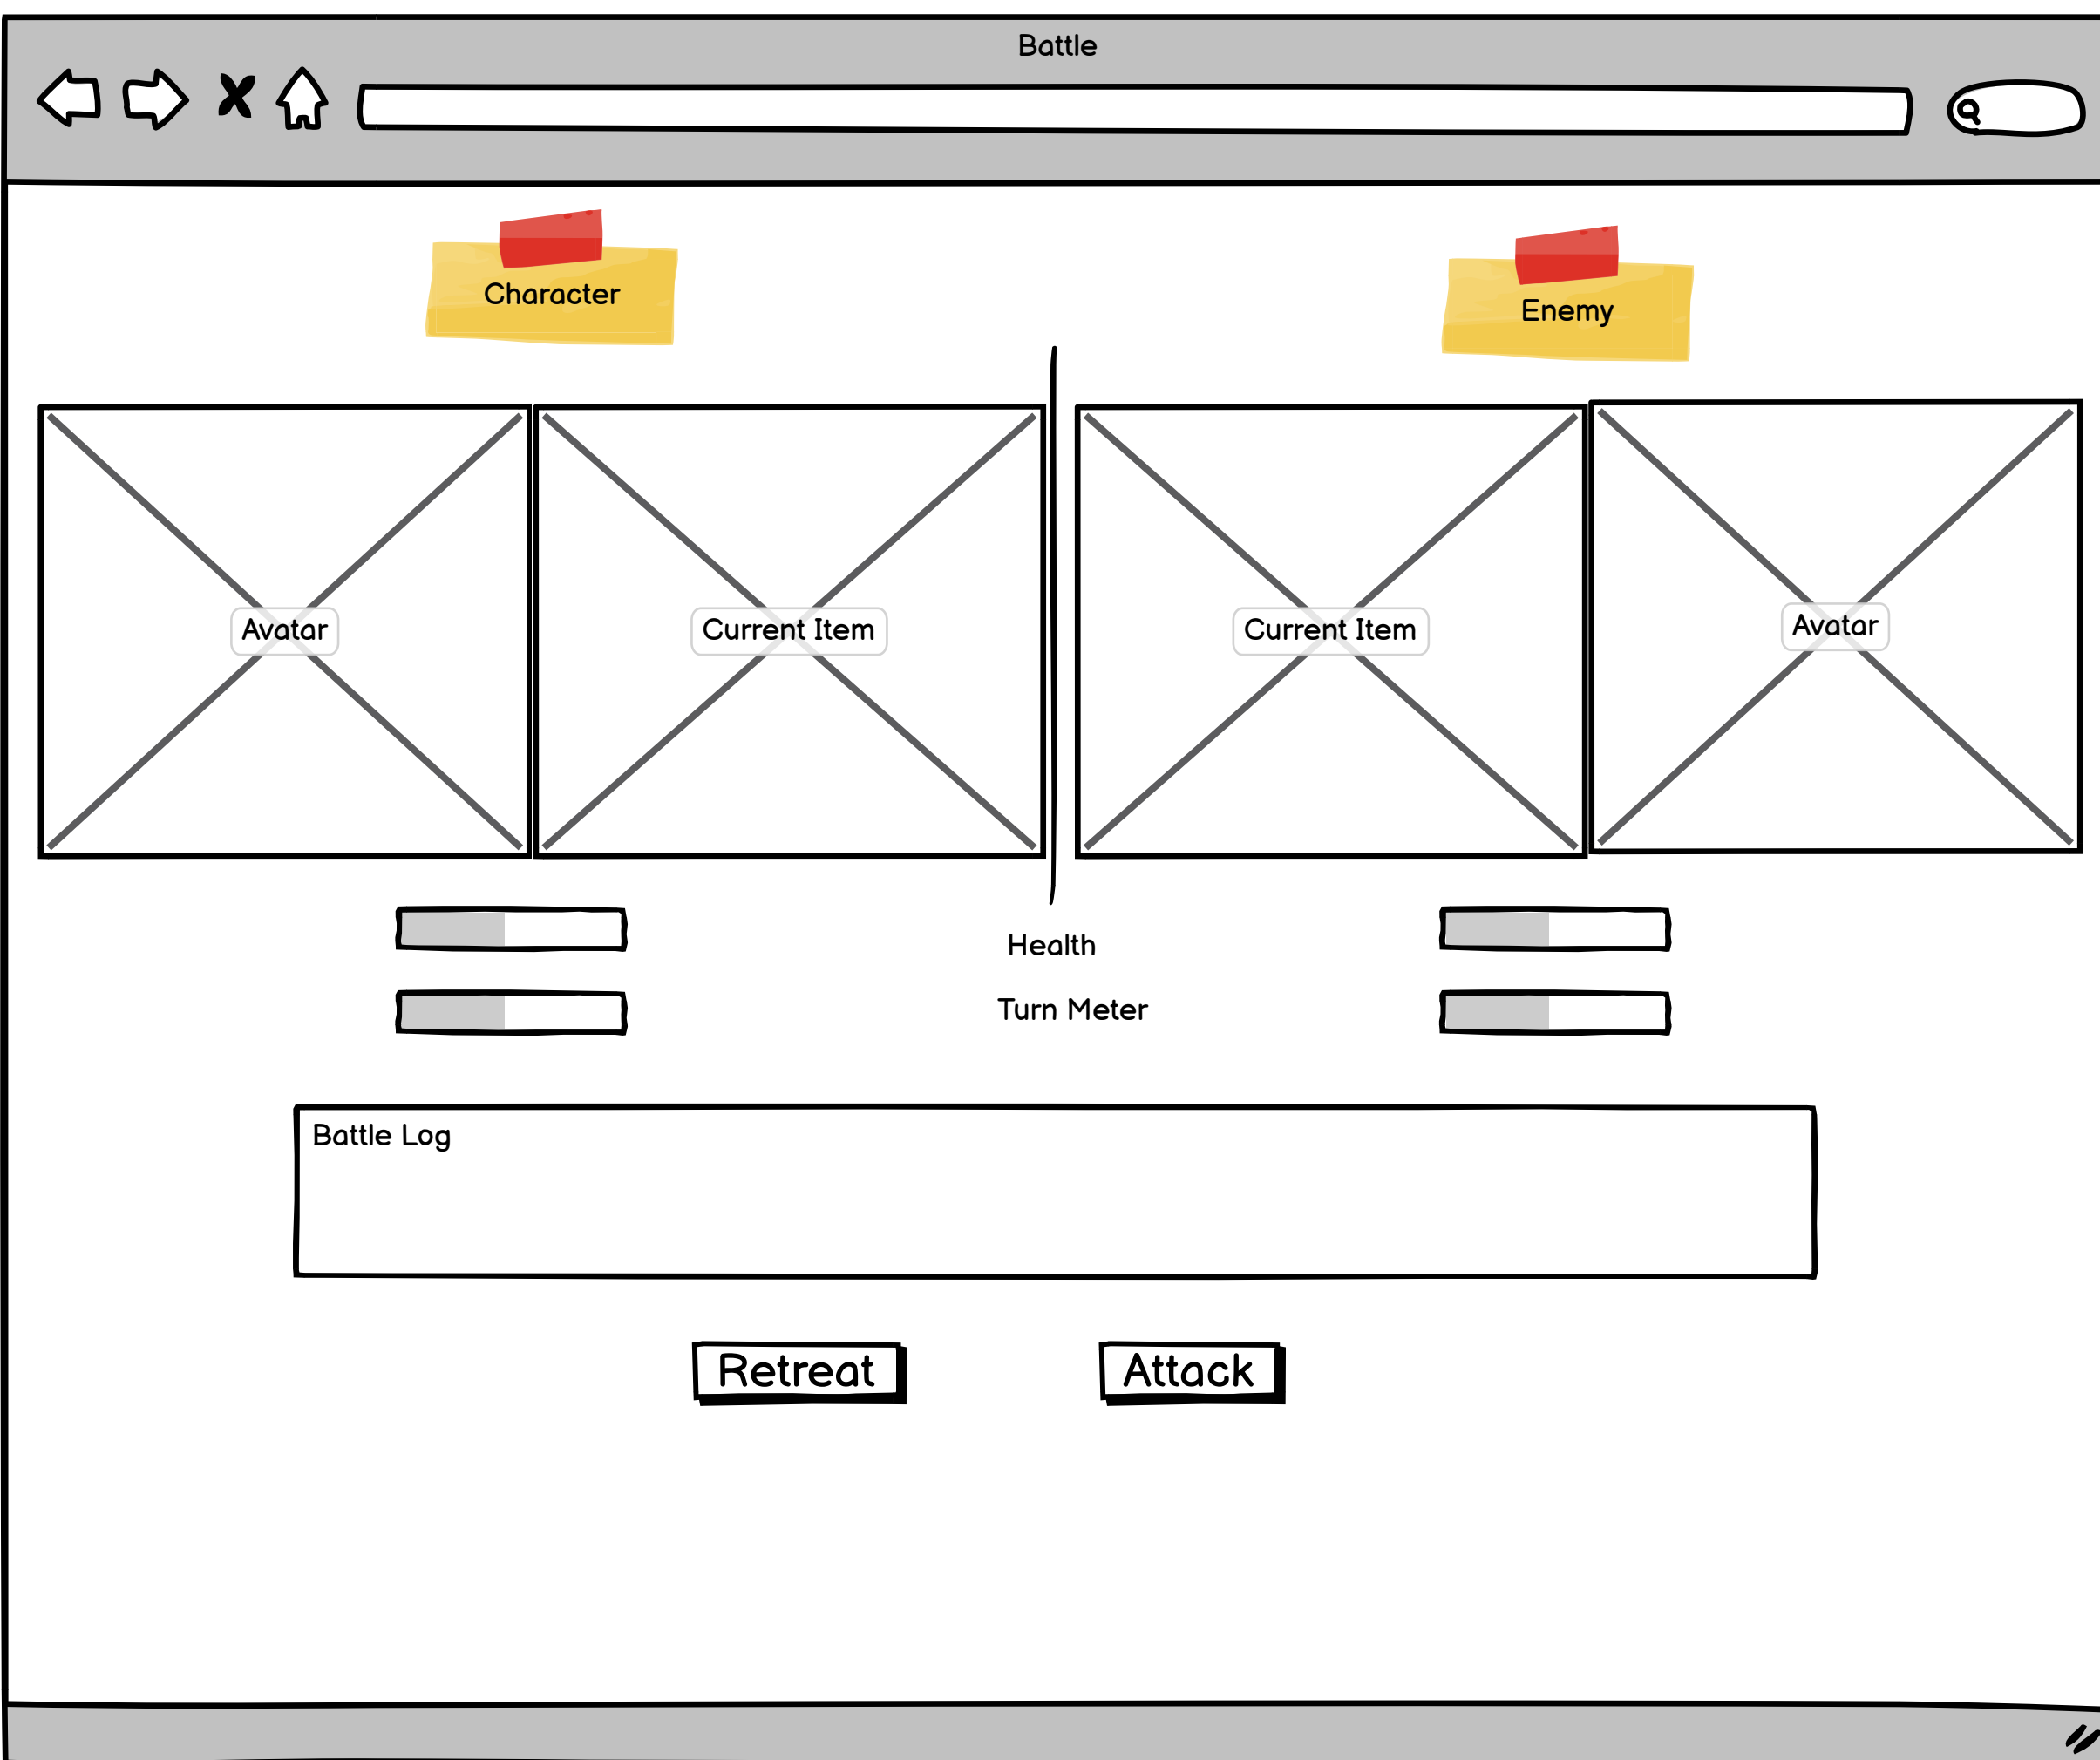 Battle
Character
Enemy
Avatar
Current Item
Current Item
Avatar
Health
Turn Meter
Battle Log
Retreat
Attack